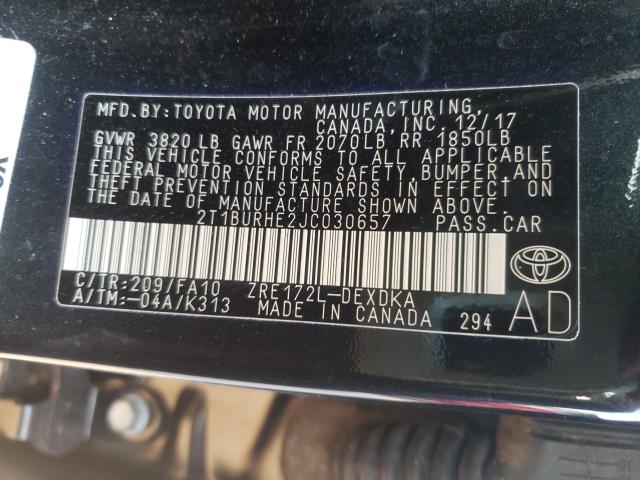 MFD. BY: TOYOTA MOTOR MANUFACTURING,
CANADA, INC. 12/17
GVWR 3820 LB GAWR FR 2070LB RR 1850LB
THIS VEHICLE CONFORMS TO ALL APPLICABLE
FEDERAL MOTOR VEHICLE SAFETY, BUMPER, AND
THEFT PREVENTION STANDARDS IN EFFECT ON
THE DATE OF MANUFACTURE SHOWN ABOVE.
2T1BURHE2JC030657 PASS.CAR
C/TR: 209/FA10 ZRE172L-DEXDKA
A/TM: -04A/K313 MADE IN CANADA 294 AD